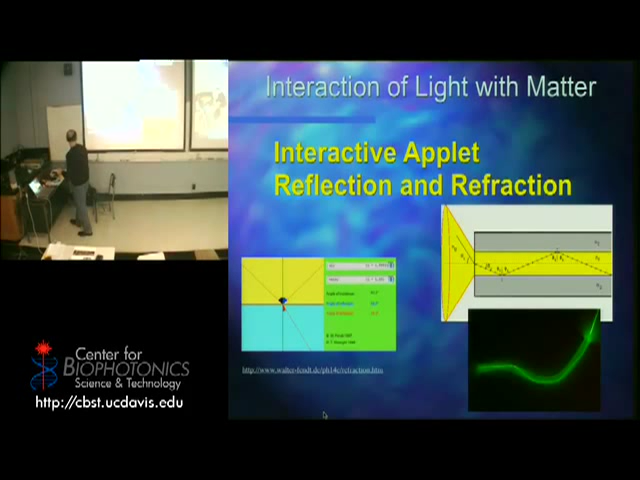 Interaction of Light with Matter
Interactive Applet
Reflection and Refraction
http://www.walter-fendt.de/ph14e/refraction.htm
Center for
BIOPHOTONICS
Science & Technology
http://cbst.ucdavis.edu